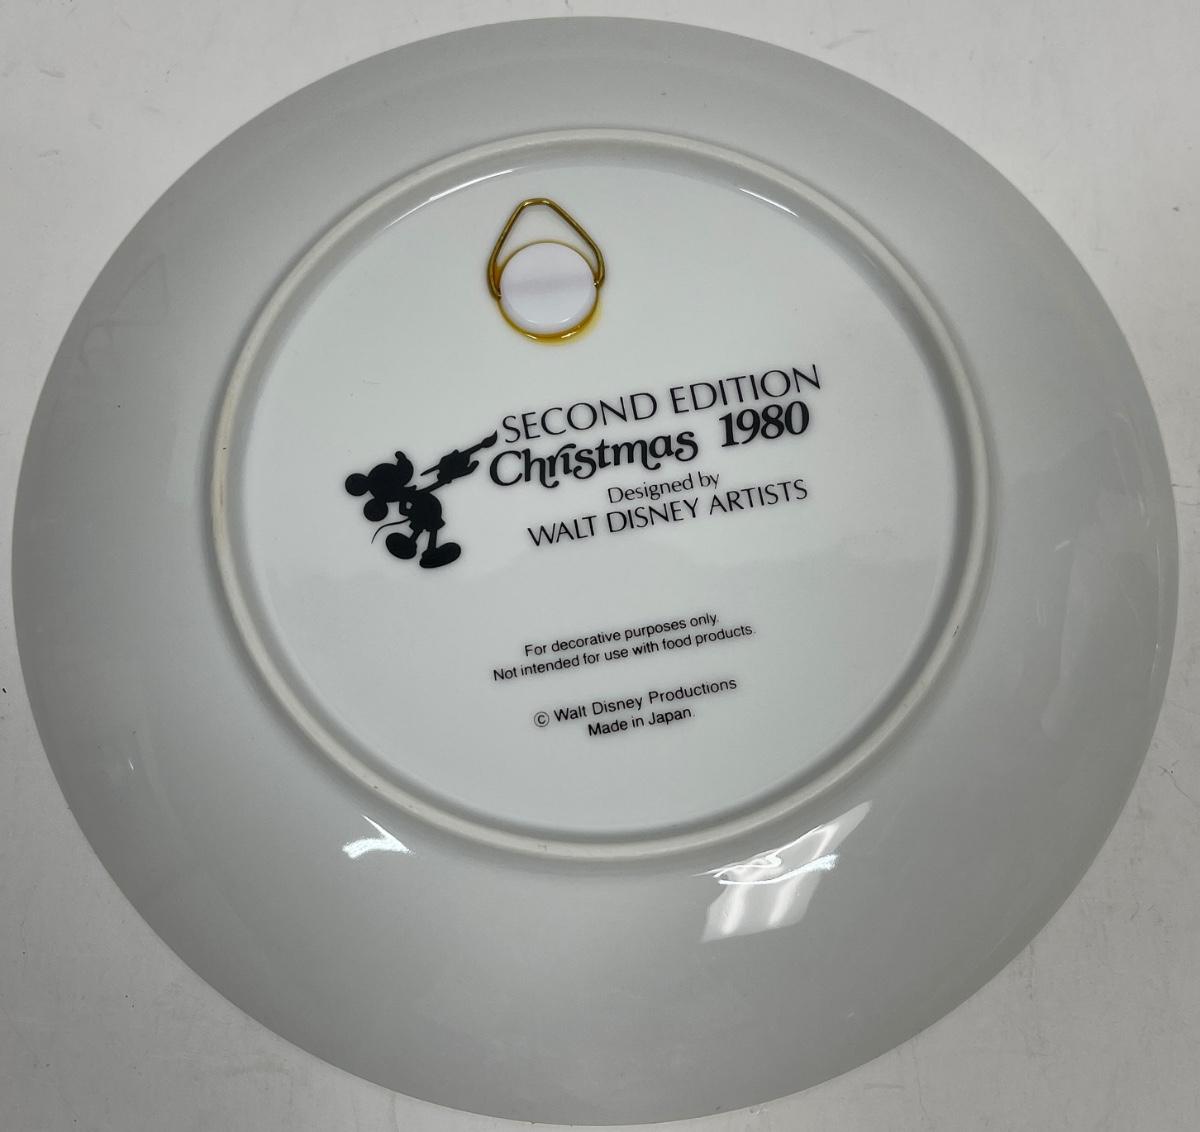 SECOND EDITION
Christmas 1980
Designed by
WALT DISNEY ARTISTS
For decorative purposes only.
Not intended for use with food products.
© Walt Disney Productions
Made in Japan.